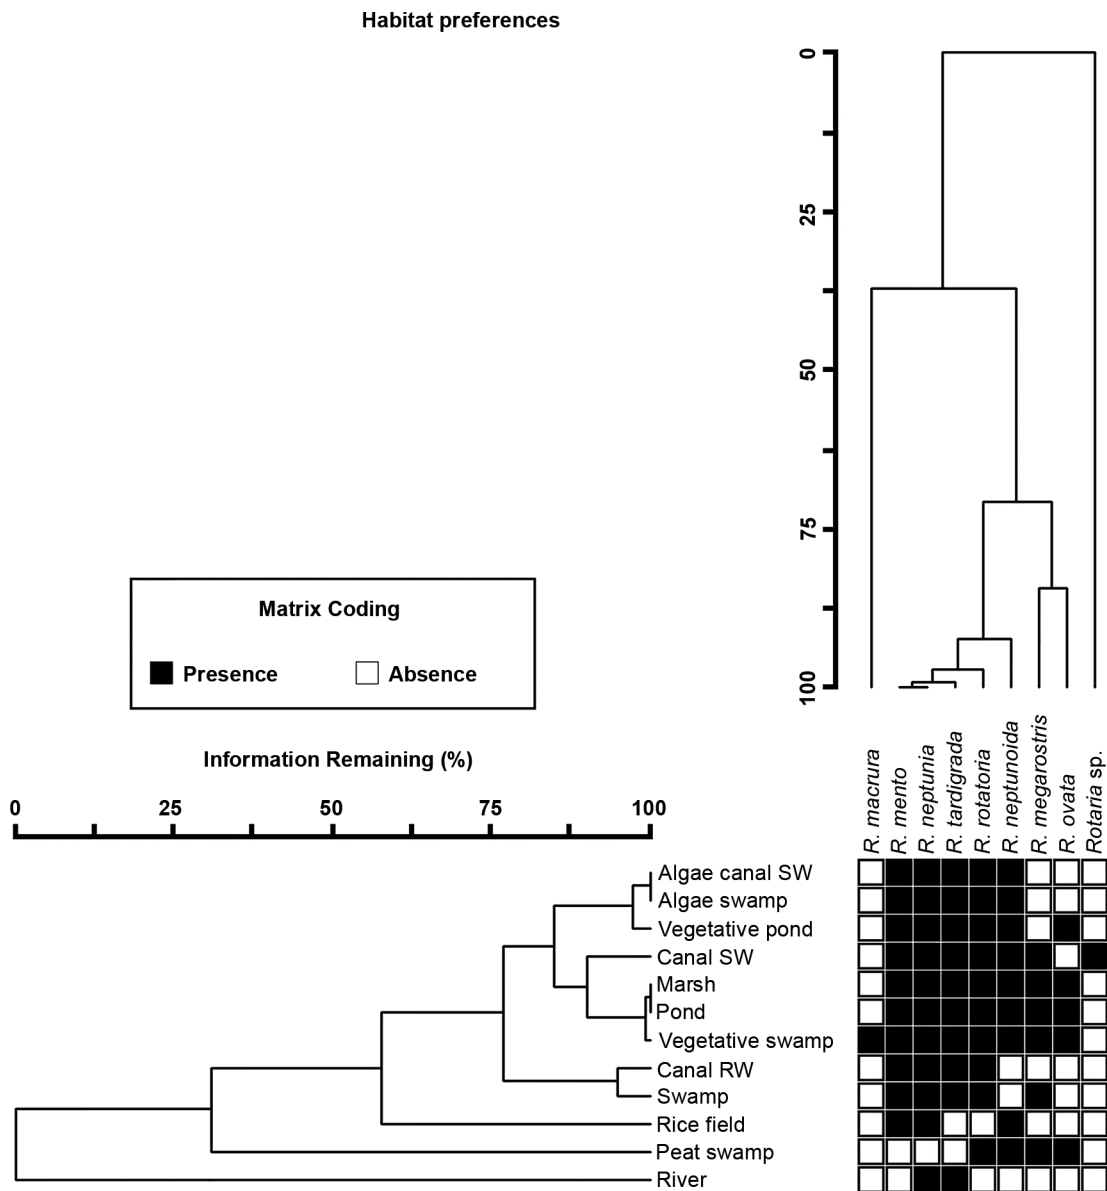 Habitat preferences
0
25
50
75
100
Matrix Coding
Presence Absence
Information Remaining (%)
0 25 50 75 100
R. macrura
R. mento
R. neptunia
R. tardigrada
R. rotatoria
R. neptunoida
R. megarostris
R. ovata
Rotaria sp.
Algae canal SW
Algae swamp
Vegetative pond
Canal SW
Marsh
Pond
Vegetative swamp
Canal RW
Swamp
Rice field
Peat swamp
River